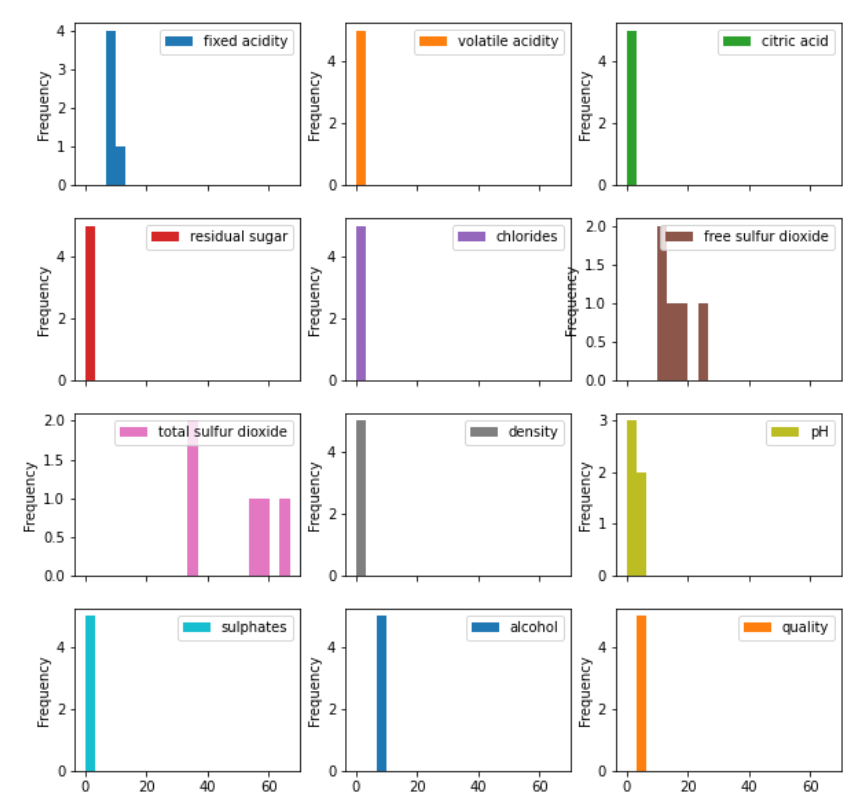 fixed acidity
volatile acidity
citric acid
Frequency
4
3
2
1
0
Frequency
4
2
0
Frequency
4
2
0
residual sugar
chlorides
free sulfur dioxide
Frequency
4
2
0
Frequency
4
2
0
Frequency
2.0
1.5
1.0
0.5
0.0
total sulfur dioxide
density
pH
Frequency
2.0
1.5
1.0
0.5
0.0
Frequency
4
2
0
Frequency
3
2
1
0
sulphates
alcohol
quality
Frequency
4
2
0
Frequency
4
2
0
Frequency
4
2
0
0 20 40 60
0 20 40 60
0 20 40 60